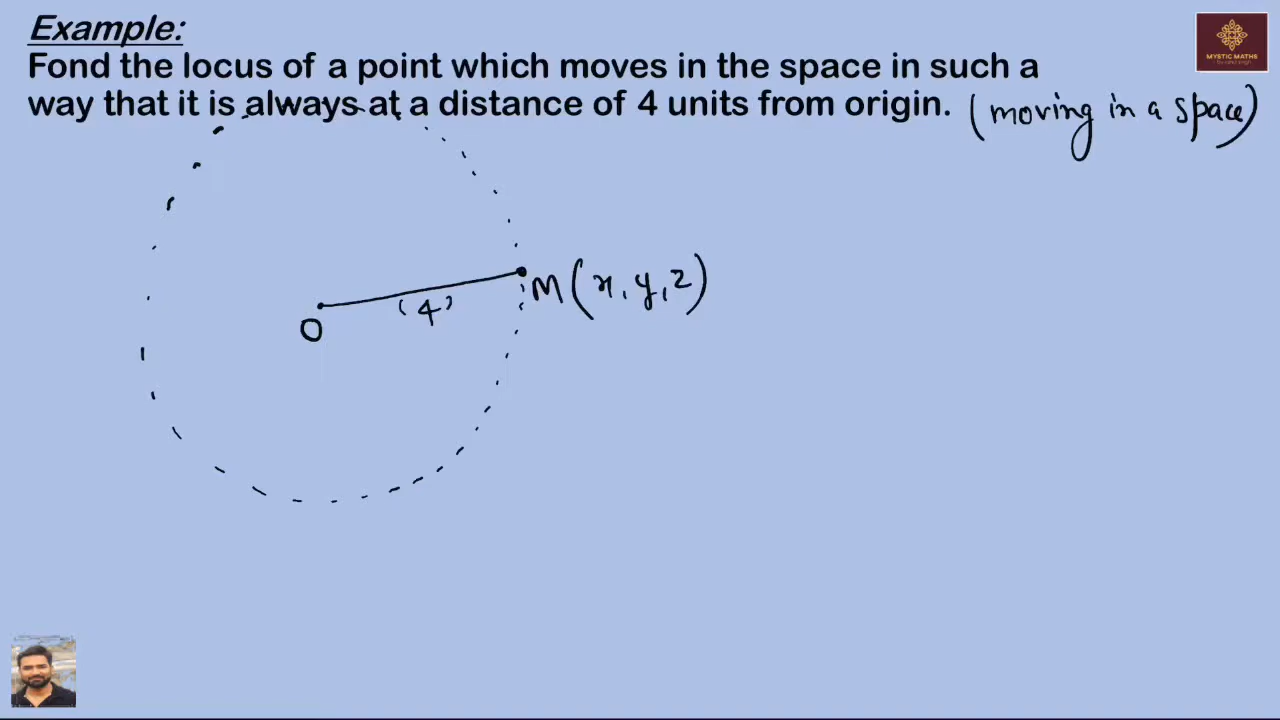 Example:
Fond the locus of a point which moves in the space in such a
way that it is always at a distance of 4 units from origin. (moving in a space)
MYSTIC MATHS
O
(4)
M(x, y, z)